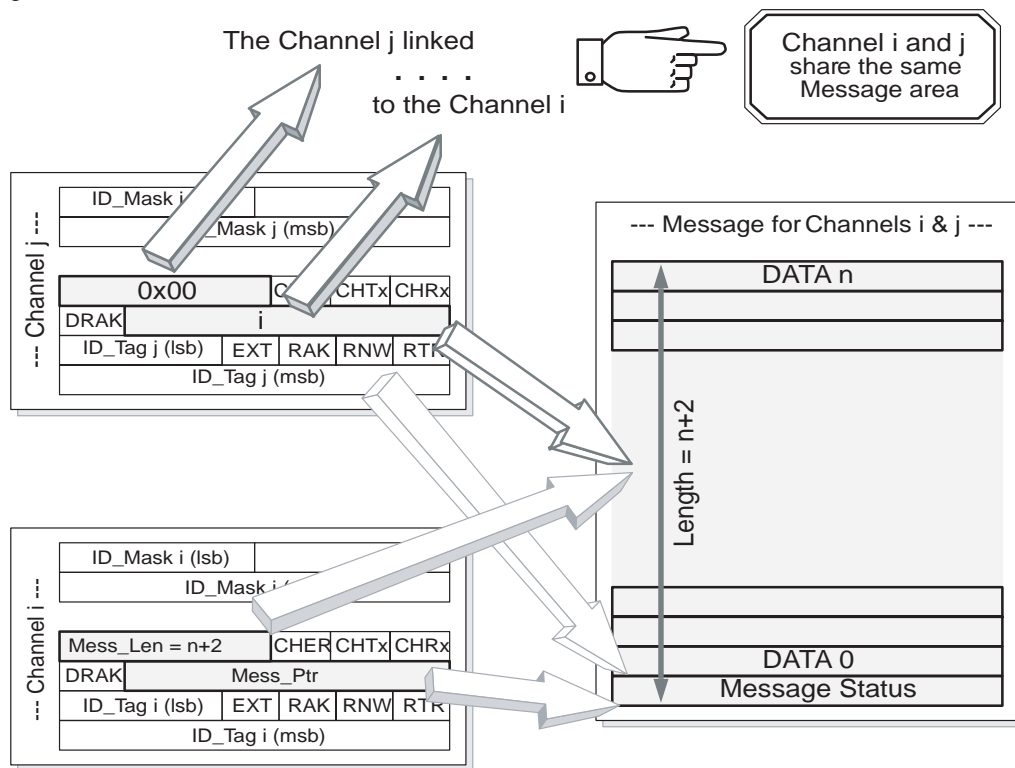 The Channel j linked
. . . .
to the Channel i
Channel i and j
share the same
Message area
--- Channel j ---
ID_Mask j
Mask j (msb)
0x00 CHTx CHRx
DRAK i
ID_Tag j (lsb) EXT RAK RNW RTR
ID_Tag j (msb)
--- Channel i ---
ID_Mask i (lsb)
ID_Mask i
Mess_Len = n+2 CHER CHTx CHRx
DRAK Mess_Ptr
ID_Tag i (lsb) EXT RAK RNW RTR
ID_Tag i (msb)
--- Message for Channels i & j ---
DATA n
Length = n+2
DATA 0
Message Status